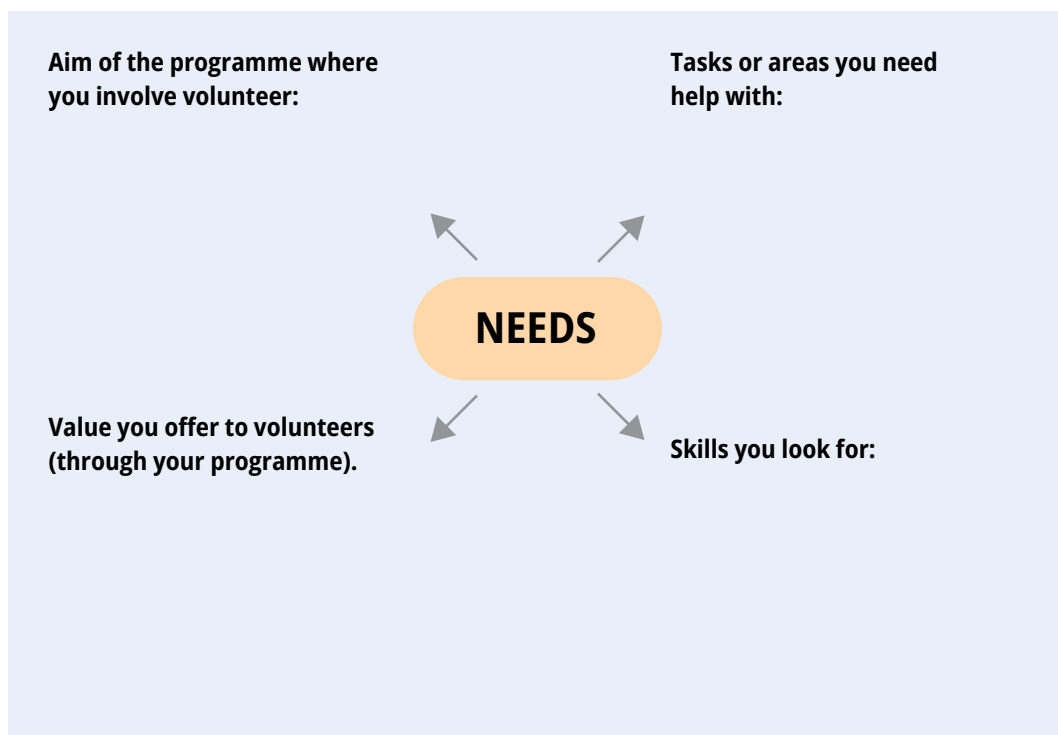 Aim of the programme where
you involve volunteer:
Tasks or areas you need
help with:
NEEDS
Value you offer to volunteers
(through your programme).
Skills you look for: